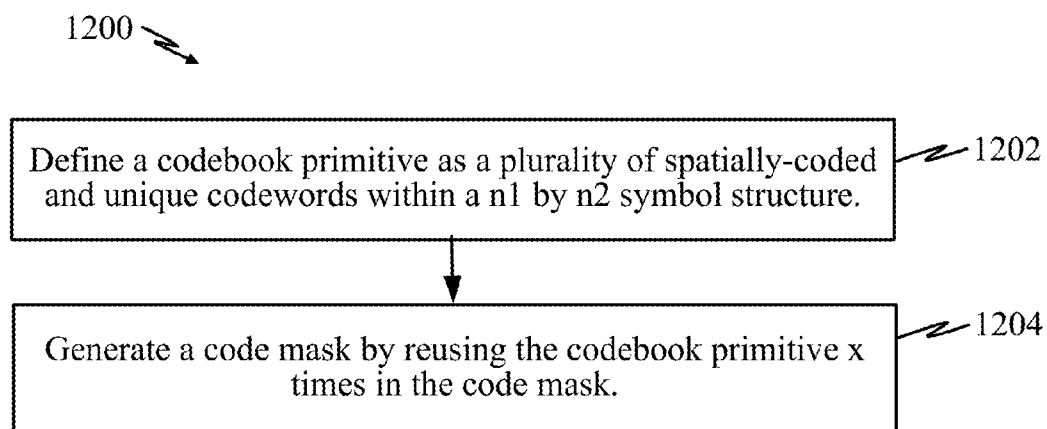 1200
Define a codebook primitive as a plurality of spatially-coded
1202
and unique codewords within a n1 by n2 symbol structure.
Generate a code mask by reusing the codebook primitive x
1204
times in the code mask.